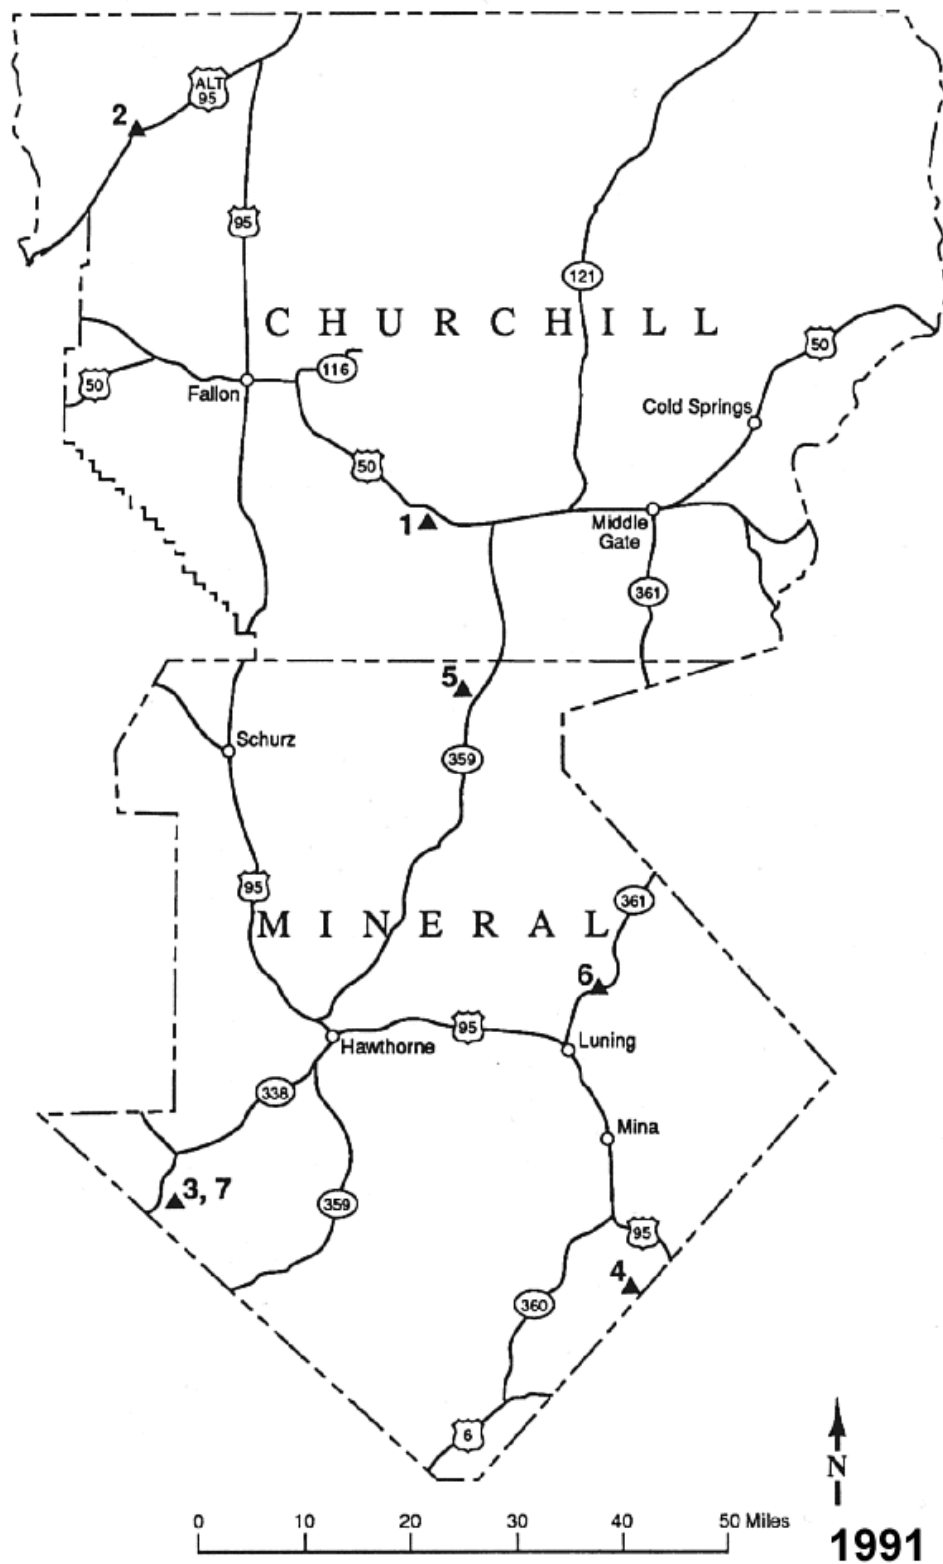 ALT
95
2
95
121
C H U R C H I L L
50
116
50
Fallon
Cold Springs
50
1
Middle
Gate
361
5
Schurz
359
95
361
M I N E R A L
6
95
Luning
Hawthorne
338
Mina
3, 7
359
95
4
360
6
N
0 10 20 30 40 50 Miles
1991